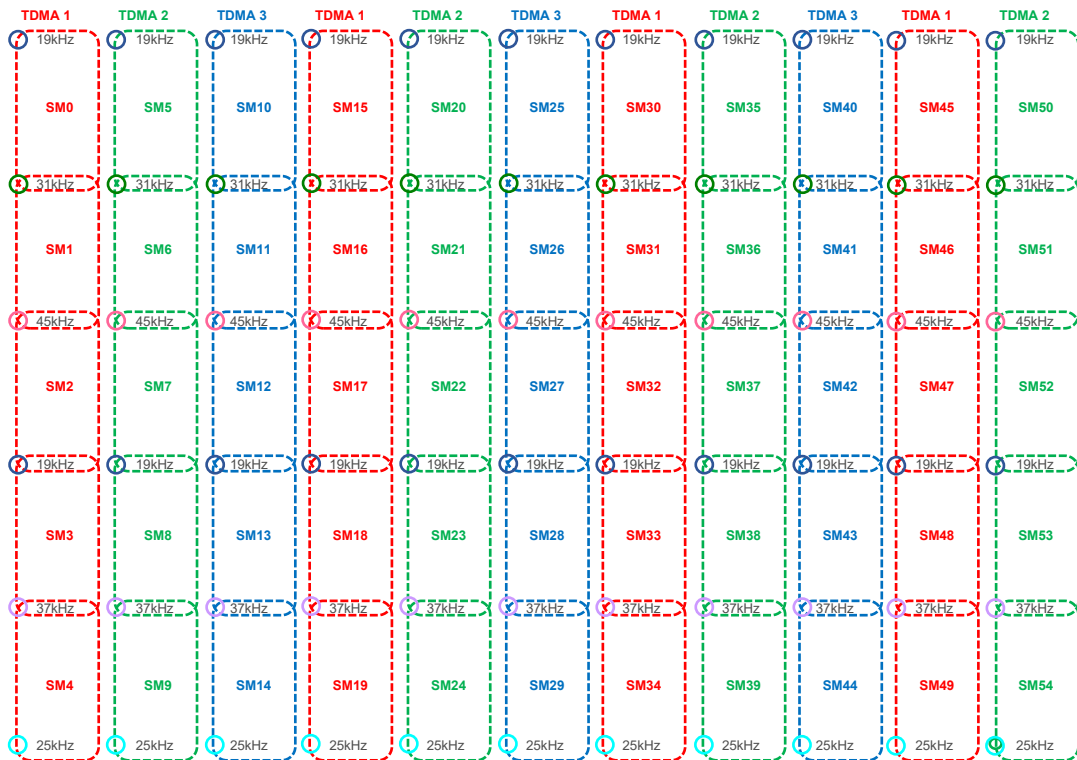 TDMA 1 TDMA 2 TDMA 3 TDMA 1 TDMA 2 TDMA 3 TDMA 1 TDMA 2 TDMA 3 TDMA 1 TDMA 2
19kHz 19kHz 19kHz 19kHz 19kHz 19kHz 19kHz 19kHz 19kHz 19kHz 19kHz
SM0 SM5 SM10 SM15 SM20 SM25 SM30 SM35 SM40 SM45 SM50
31kHz 31kHz 31kHz 31kHz 31kHz 31kHz 31kHz 31kHz 31kHz 31kHz 31kHz
SM1 SM6 SM11 SM16 SM21 SM26 SM31 SM36 SM41 SM46 SM51
45kHz 45kHz 45kHz 45kHz 45kHz 45kHz 45kHz 45kHz 45kHz 45kHz 45kHz
SM2 SM7 SM12 SM17 SM22 SM27 SM32 SM37 SM42 SM47 SM52
19kHz 19kHz 19kHz 19kHz 19kHz 19kHz 19kHz 19kHz 19kHz 19kHz 19kHz
SM3 SM8 SM13 SM18 SM23 SM28 SM33 SM38 SM43 SM48 SM53
37kHz 37kHz 37kHz 37kHz 37kHz 37kHz 37kHz 37kHz 37kHz 37kHz 37kHz
SM4 SM9 SM14 SM19 SM24 SM29 SM34 SM39 SM44 SM49 SM54
25kHz 25kHz 25kHz 25kHz 25kHz 25kHz 25kHz 25kHz 25kHz 25kHz 25kHz